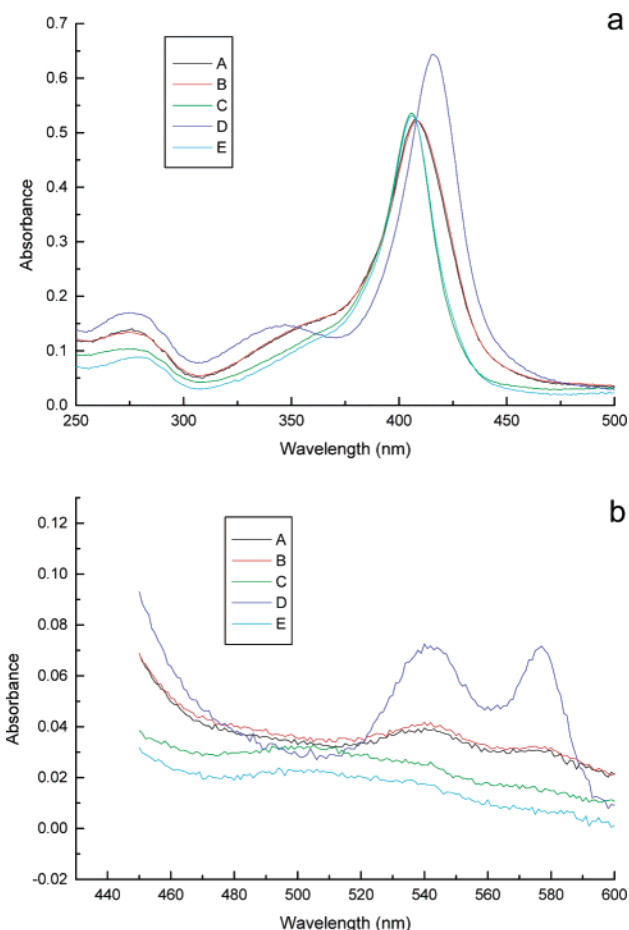 a
A
B
C
D
E
0.7
0.6
0.5
0.4
0.3
0.2
0.1
0.0
Absorbance
250 300 350 400 450 500
Wavelength (nm)
b
A
B
C
D
E
0.12
0.10
0.08
0.06
0.04
0.02
0.00
-0.02
Absorbance
440 460 480 500 520 540 560 580 600
Wavelength (nm)